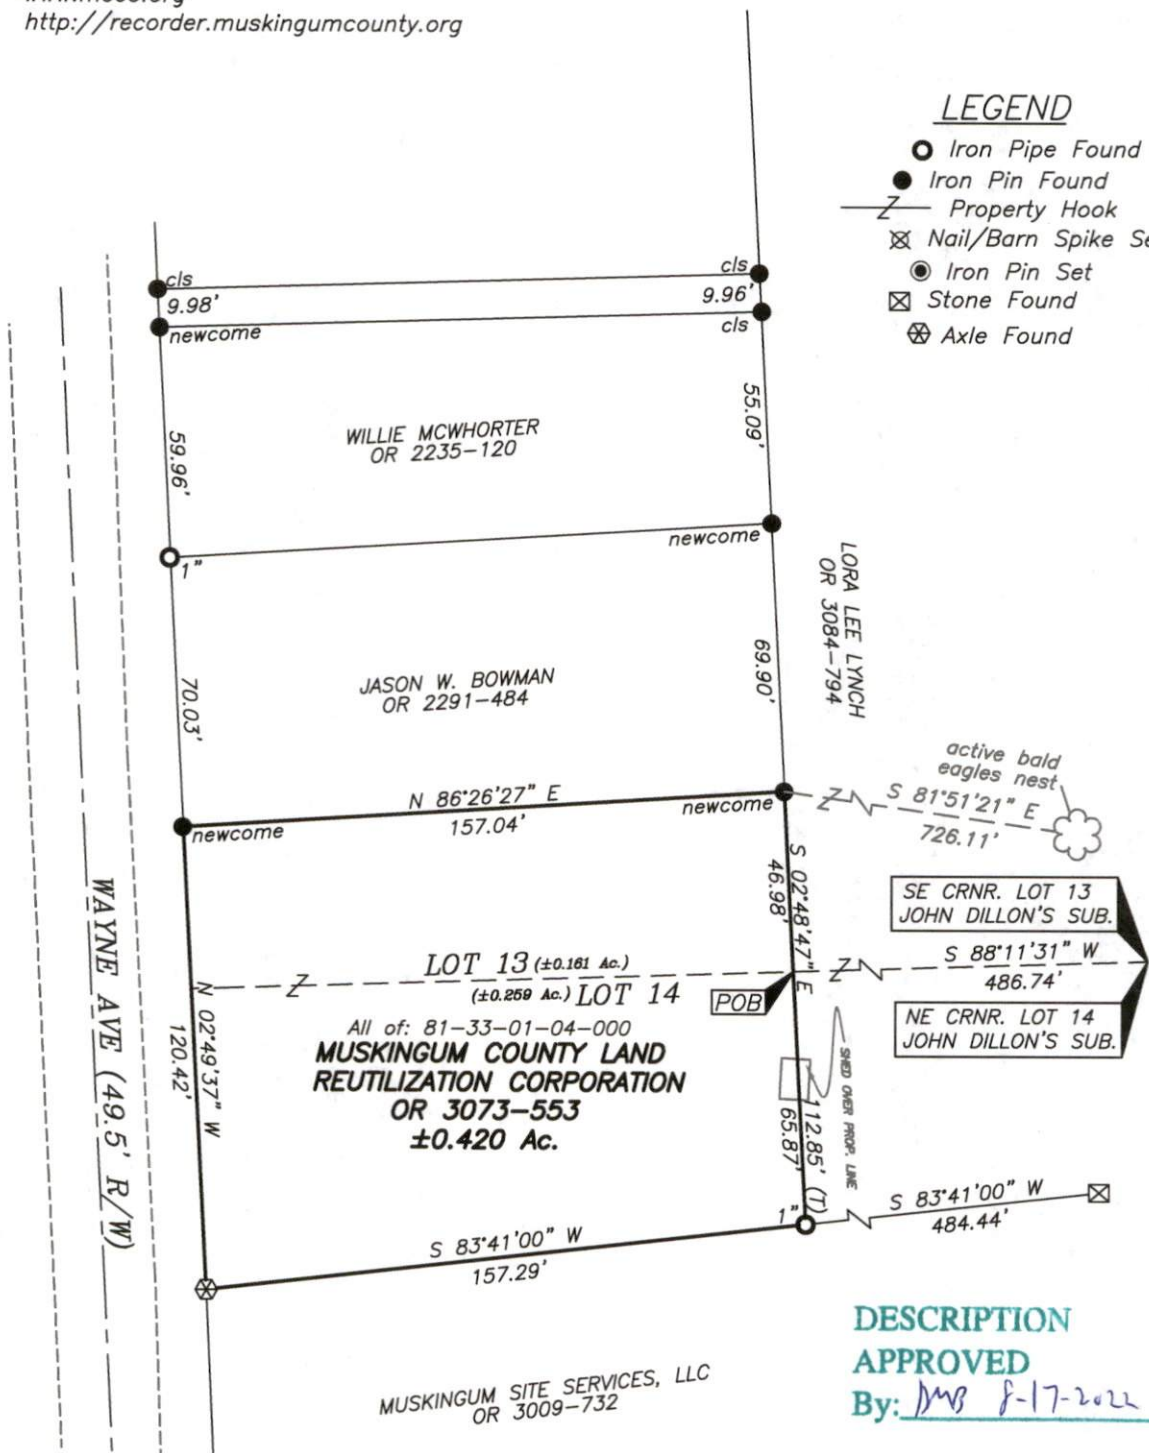 http://recorder.muskingumcounty.org
LEGEND
Iron Pipe Found
Iron Pin Found
Z Property Hook
Nail/Barn Spike Se
Iron Pin Set
Stone Found
Axle Found
cls
cls
9.98'
9.96'
newcome
cls
59.96'
WILLIE MCWHORTER
OR 2235-120
55.09'
1"
newcome
LORA LEE LYNCH
OR 3084-794
70.03'
JASON W. BOWMAN
OR 2291-484
69.90'
active bald
eagles nest
N 86°26'27" E
157.04'
newcome
newcome
Z
S 81°51'21" E
726.11'
S 02°48'47" E
46.98'
SE CRNR. LOT 13
JOHN DILLON'S SUB.
WAYNE AVE (49.5' R/W)
N 02°49'37" W
120.42'
Z
LOT 13 (±0.161 Ac.)
(±0.259 Ac.) LOT 14
POB
Z
S 88°11'31" W
486.74'
NE CRNR. LOT 14
JOHN DILLON'S SUB.
All of: 81-33-01-04-000
MUSKINGUM COUNTY LAND
REUTILIZATION CORPORATION
OR 3073-553
±0.420 Ac.
SHED OVER PROP. LINE
112.85' (T)
65.87'
1"
S 83°41'00" W
484.44'
S 83°41'00" W
157.29'
MUSKINGUM SITE SERVICES, LLC
OR 3009-732
DESCRIPTION
APPROVED
By: DMB 8-17-2022